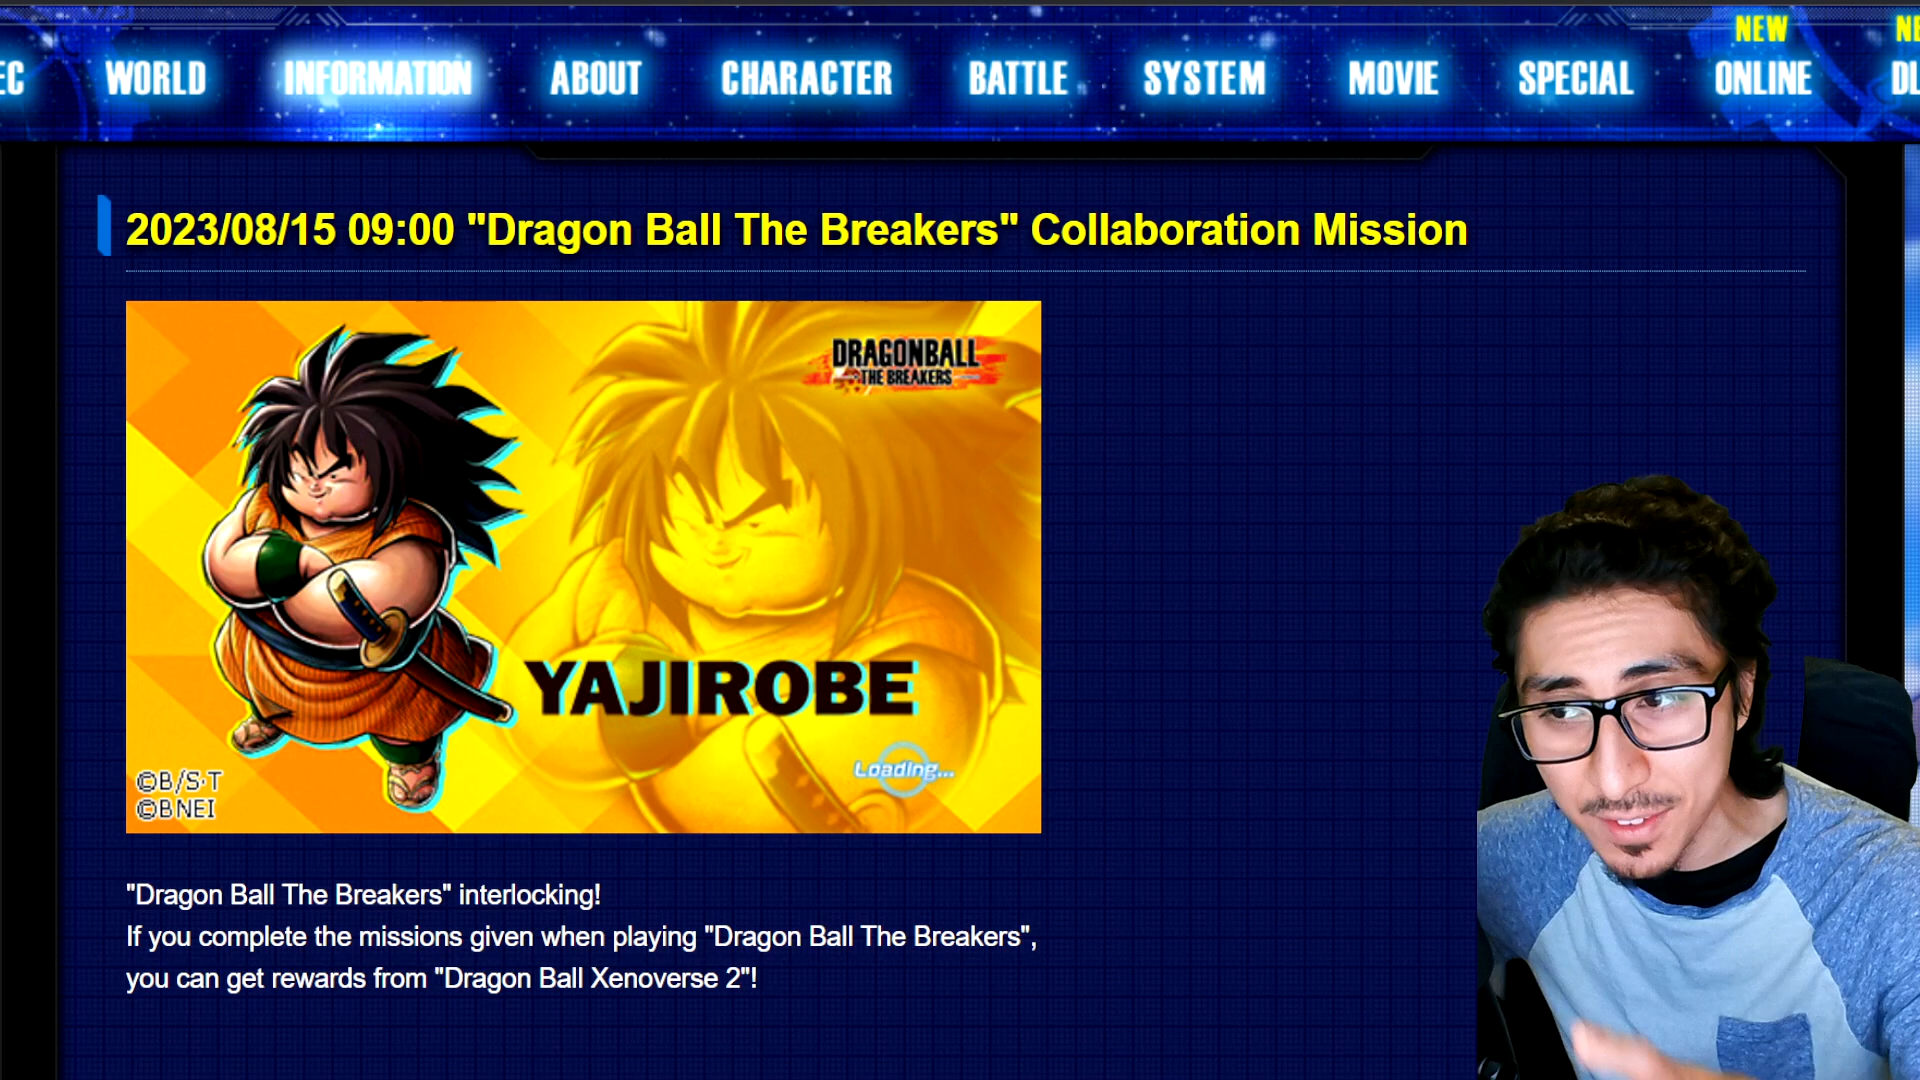 NEW
EC WORLD INFORMATION ABOUT CHARACTER BATTLE SYSTEM MOVIE SPECIAL ONLINE
2023/08/15 09:00 "Dragon Ball The Breakers" Collaboration Mission
DRAGONBALL
THE BREAKERS
YAJIROBE
Loading...
©B/S·T
©BNEI
"Dragon Ball The Breakers" interlocking!
If you complete the missions given when playing "Dragon Ball The Breakers",
you can get rewards from "Dragon Ball Xenoverse 2"!